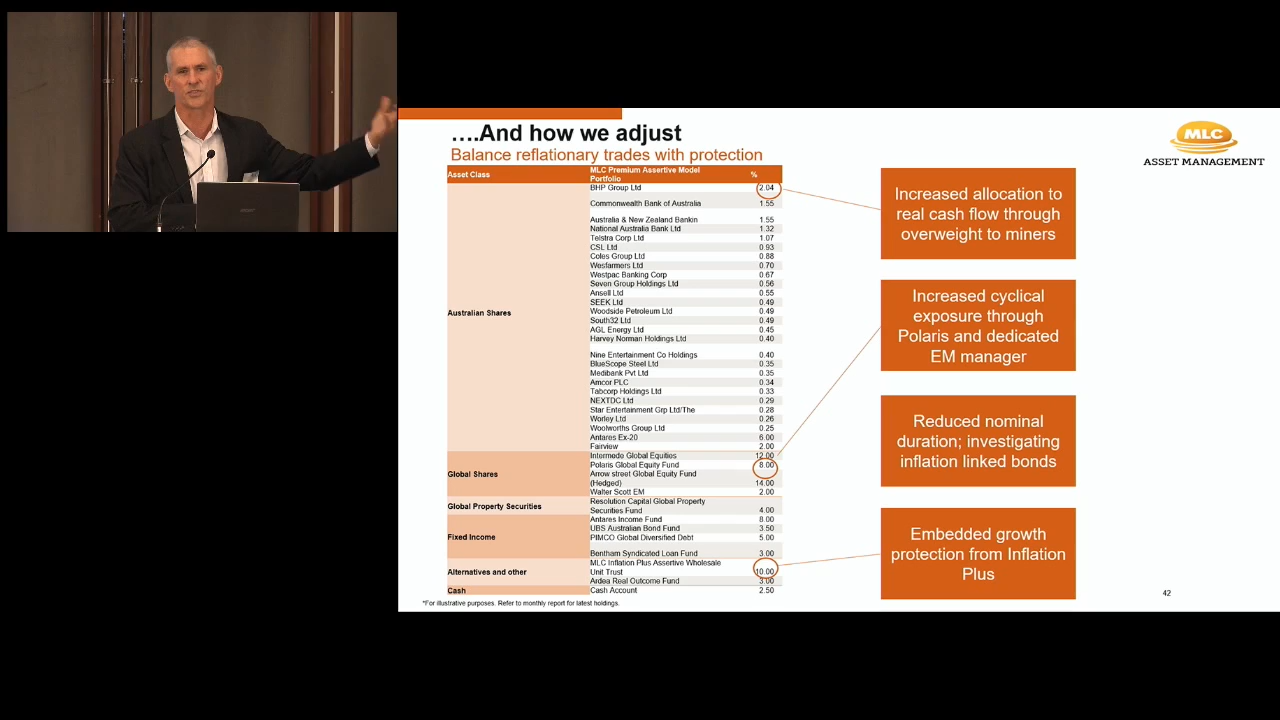 ….And how we adjust
Balance reflationary trades with protection
MLC
ASSET MANAGEMENT
Asset Class MLC Premium Assertive Model Portfolio %
BHP Group Ltd 2.04
Commonwealth Bank of Australia 1.55
Australia & New Zealand Bankin 1.55
National Australia Bank Ltd 1.32
Telstra Corp Ltd 1.07
CSL Ltd 0.93
Coles Group Ltd 0.88
Wesfarmers Ltd 0.70
Westpac Banking Corp 0.67
Seven Group Holdings Ltd 0.56
Ansell Ltd 0.55
SEEK Ltd 0.49
Woodside Petroleum Ltd 0.49
Australian Shares
South32 Ltd 0.49
AGL Energy Ltd 0.45
Harvey Norman Holdings Ltd 0.40
Nine Entertainment Co Holdings 0.40
BlueScope Steel Ltd 0.35
Medibank Pvt Ltd 0.35
Amcor PLC 0.34
Tabcorp Holdings Ltd 0.33
NEXTDC Ltd 0.29
Star Entertainment Grp Ltd/The 0.28
Worley Ltd 0.26
Woolworths Group Ltd 0.25
Antares Ex-20 6.00
Fairview 2.00
Intermede Global Equities 12.00
Polaris Global Equity Fund 8.00
Global Shares
Arrow street Global Equity Fund
(Hedged) 14.00
Walter Scott EM 2.00
Global Property Securities
Resolution Capital Global Property
Securities Fund 4.00
Antares Income Fund 8.00
UBS Australian Bond Fund 3.50
Fixed Income
PIMCO Global Diversified Debt 5.00
Bentham Syndicated Loan Fund 3.00
Alternatives and other
MLC Inflation Plus Assertive Wholesale
Unit Trust 10.00
Ardea Real Outcome Fund 3.00
Cash Cash Account 2.50
*For illustrative purposes. Refer to monthly report for latest holdings.
Increased allocation to
real cash flow through
overweight to miners
Increased cyclical
exposure through
Polaris and dedicated
EM manager
Reduced nominal
duration; investigating
inflation linked bonds
Embedded growth
protection from Inflation
Plus
42